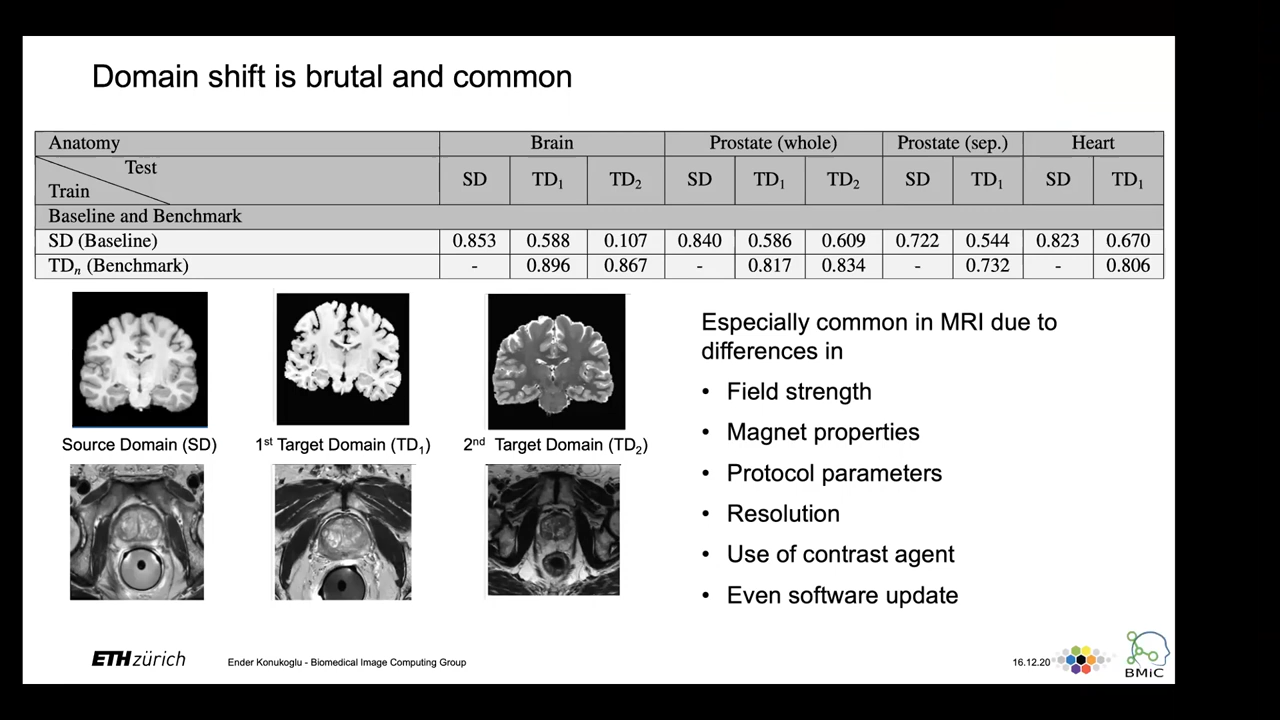 Domain shift is brutal and common
Anatomy Brain Prostate (whole) Prostate (sep.) Heart
Test
Train
SD TD₁ TD₂ SD TD₁ TD₂ SD TD₁ SD TD₁
Baseline and Benchmark
SD (Baseline) 0.853 0.588 0.107 0.840 0.586 0.609 0.722 0.544 0.823 0.670
TDₙ (Benchmark) - 0.896 0.867 - 0.817 0.834 - 0.732 - 0.806
Source Domain (SD)
1st Target Domain (TD₁)
2nd Target Domain (TD₂)
Especially common in MRI due to
differences in
• Field strength
• Magnet properties
• Protocol parameters
• Resolution
• Use of contrast agent
• Even software update
ETH zürich
Ender Konukoglu - Biomedical Image Computing Group
16.12.20
BMiC